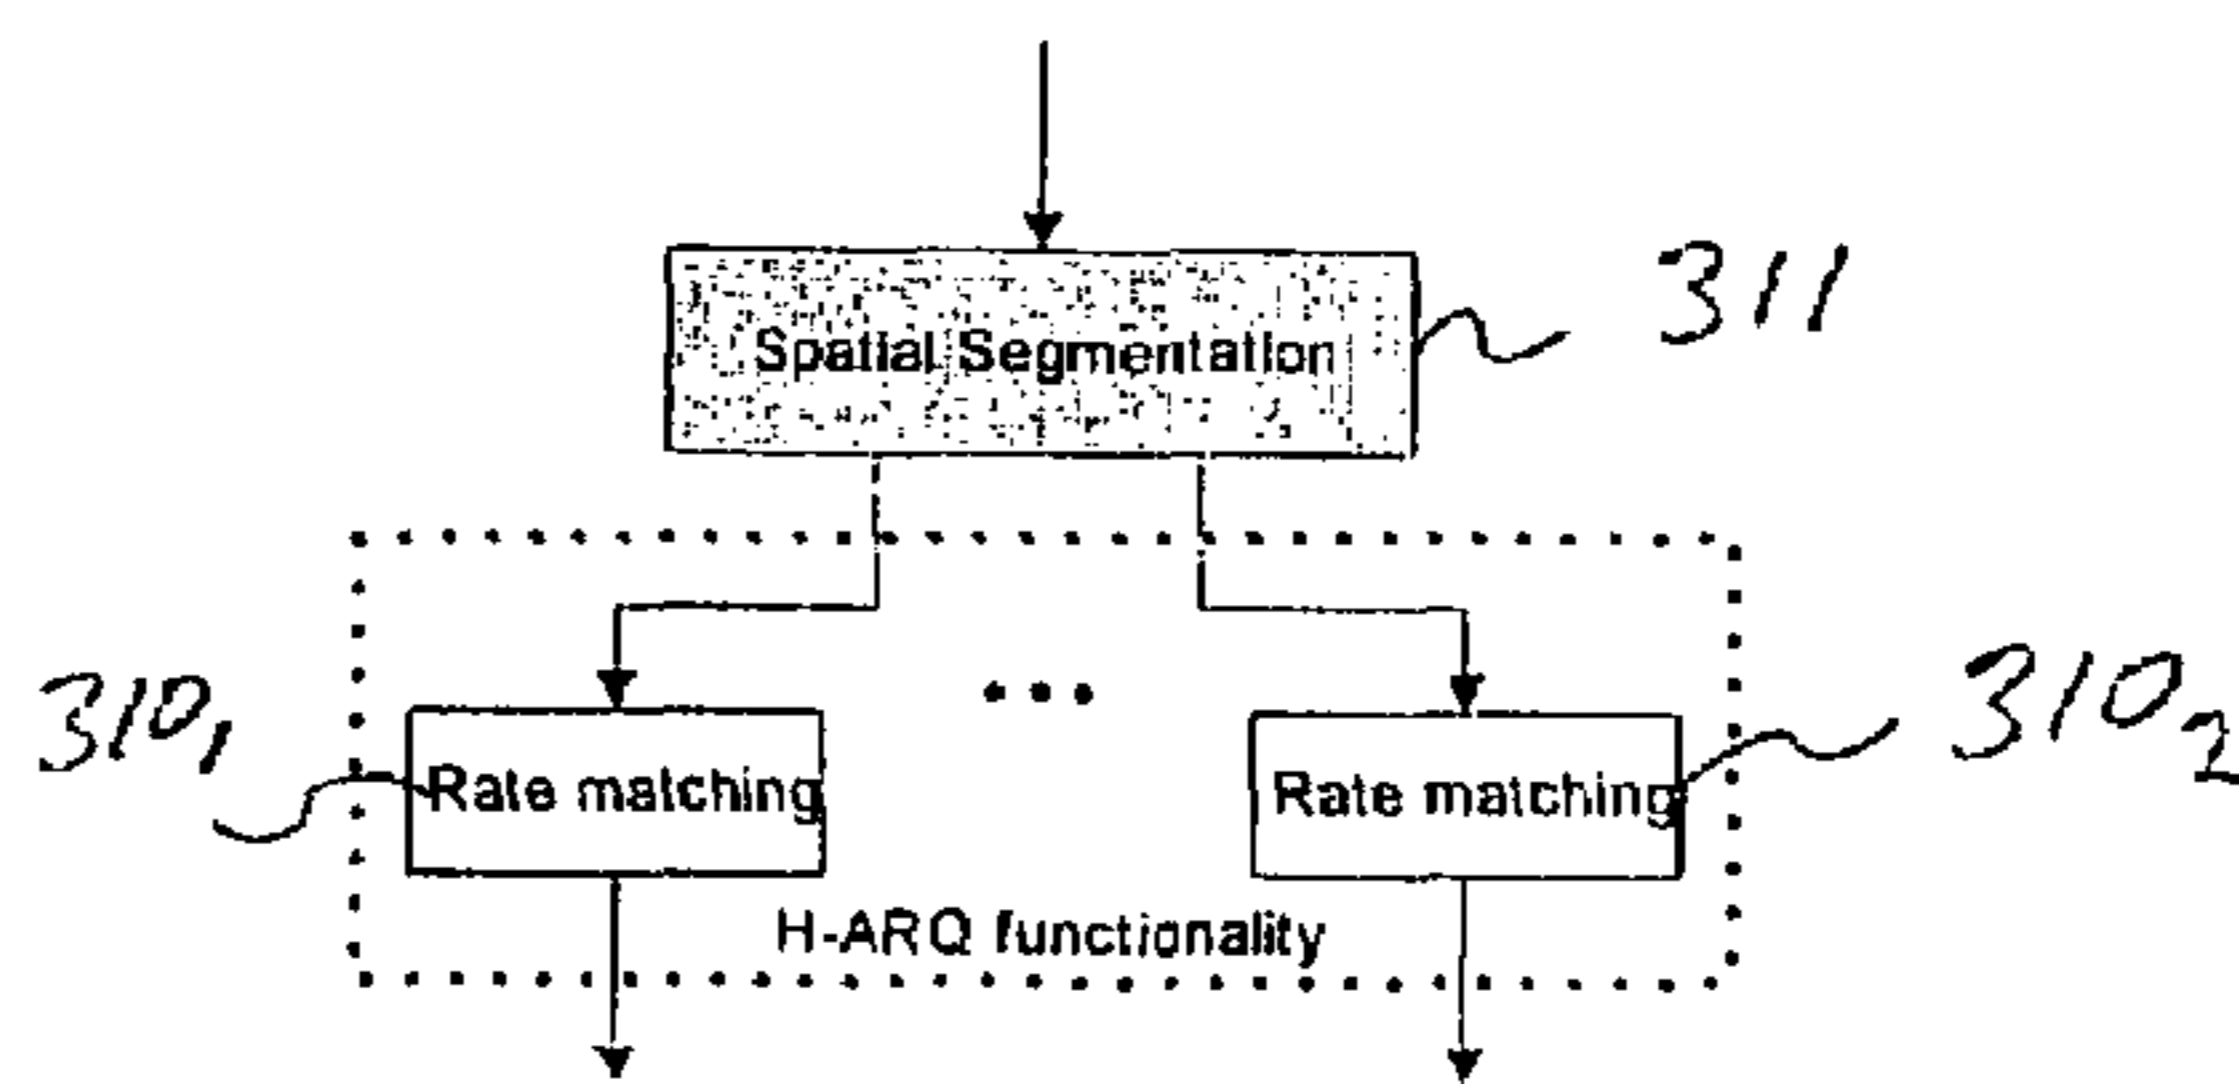 Spatial Segmentation
311
310₁
Rate matching
Rate matching
310₂
H-ARQ functionality